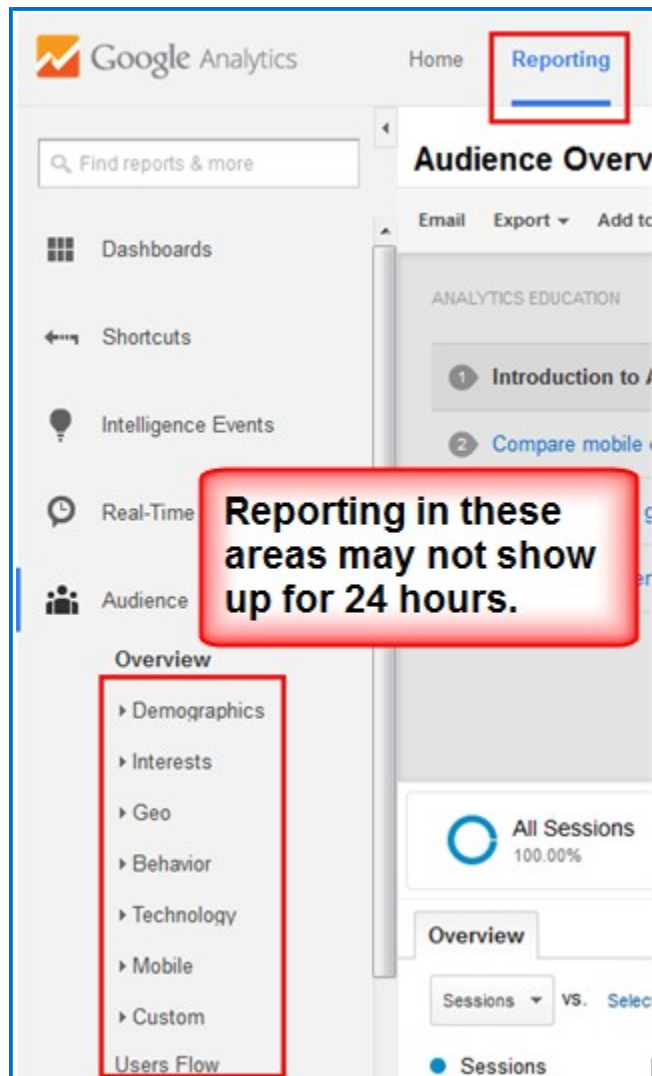 Google Analytics
Home Reporting
Find reports & more
Audience Overv
Email Export Add to
Dashboards
ANALYTICS EDUCATION
Shortcuts
1 Introduction to A
Intelligence Events
2 Compare mobile
Real-Time
Reporting in these
areas may not show
up for 24 hours.
Audience
Overview
Demographics
Interests
Geo
Behavior
Technology
Mobile
Custom
Users Flow
All Sessions
100.00%
Overview
Sessions VS. Selec
Sessions